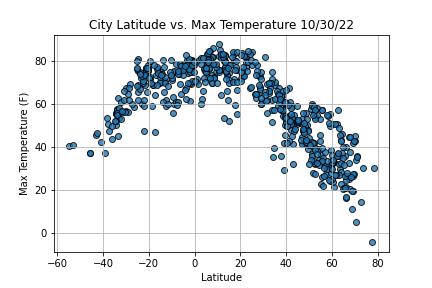 City Latitude vs. Max Temperature 10/30/22
80
60
40
20
0
Max Temperature (F)
−60 −40 −20 0 20 40 60 80
Latitude